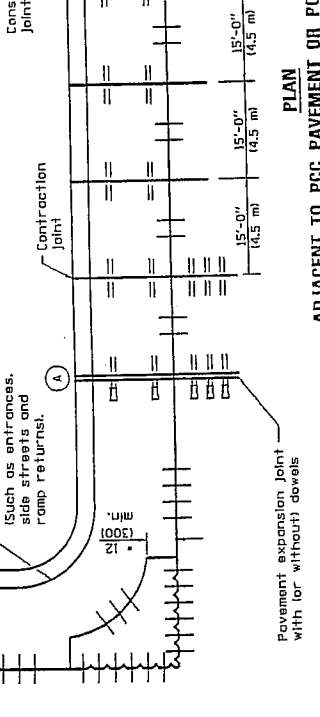 Cons
Joint
Contraction
Joint
(Such as entrances,
side streets and
ramp returns).
A
* 12
(300)
min.
15'-0"
(4.5 m)
15'-0"
(4.5 m)
15'-0"
(4.5 m)
Pavement expansion joint
with (or without) dowels
PLAN
ADJACENT TO PCC PAVEMENT OR PC